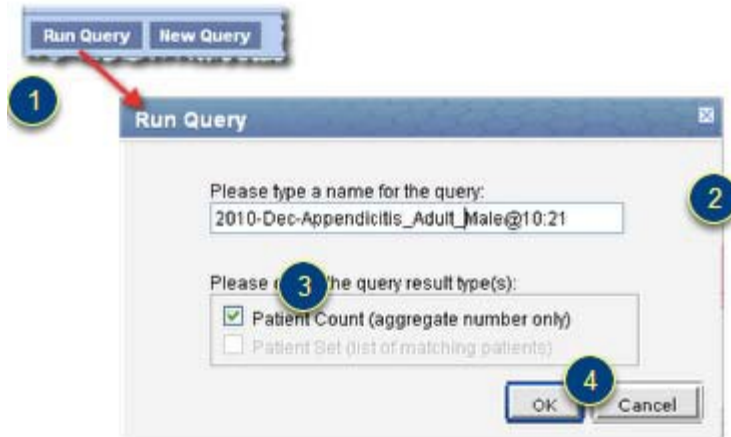 Run Query New Query
1
Run Query
Please type a name for the query:
2
2010-Dec-Appendicitis_Adult_Male@10:21
3
Please the query result type(s):
Patient Count (aggregate number only)
Patient Set (list of matching patients)
4
OK Cancel